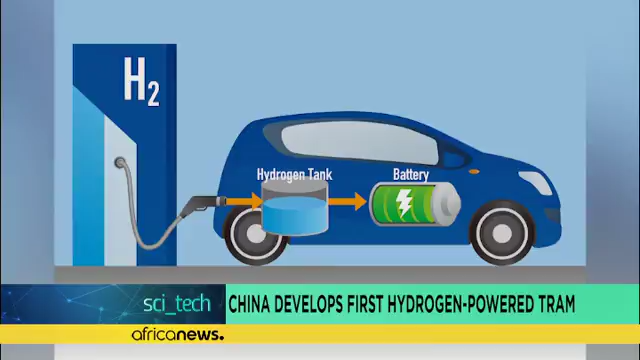 H2
Hydrogen Tank
Battery
sci_tech
CHINA DEVELOPS FIRST HYDROGEN-POWERED TRAM
africanews.